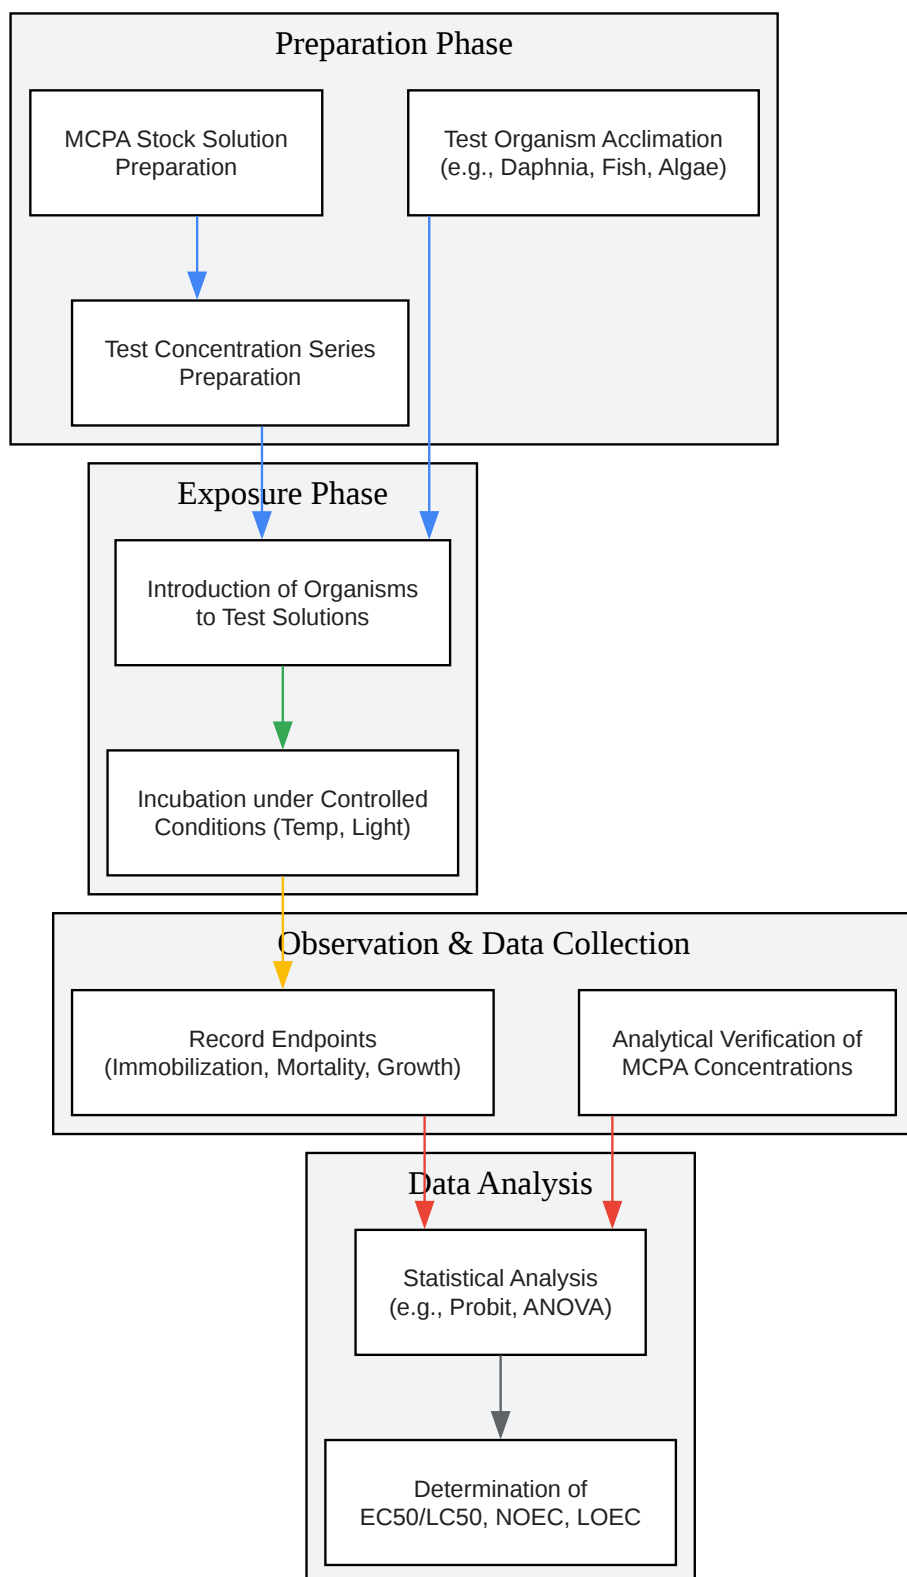 Preparation Phase
MCPA Stock Solution
Preparation
Test Organism Acclimation
(e.g., Daphnia, Fish, Algae)
Test Concentration Series
Preparation
Exposure Phase
Introduction of Organisms
to Test Solutions
Incubation under Controlled
Conditions (Temp, Light)
Observation & Data Collection
Record Endpoints
(Immobilization, Mortality, Growth)
Analytical Verification of
MCPA Concentrations
Data Analysis
Statistical Analysis
(e.g., Probit, ANOVA)
Determination of
EC50/LC50, NOEC, LOEC